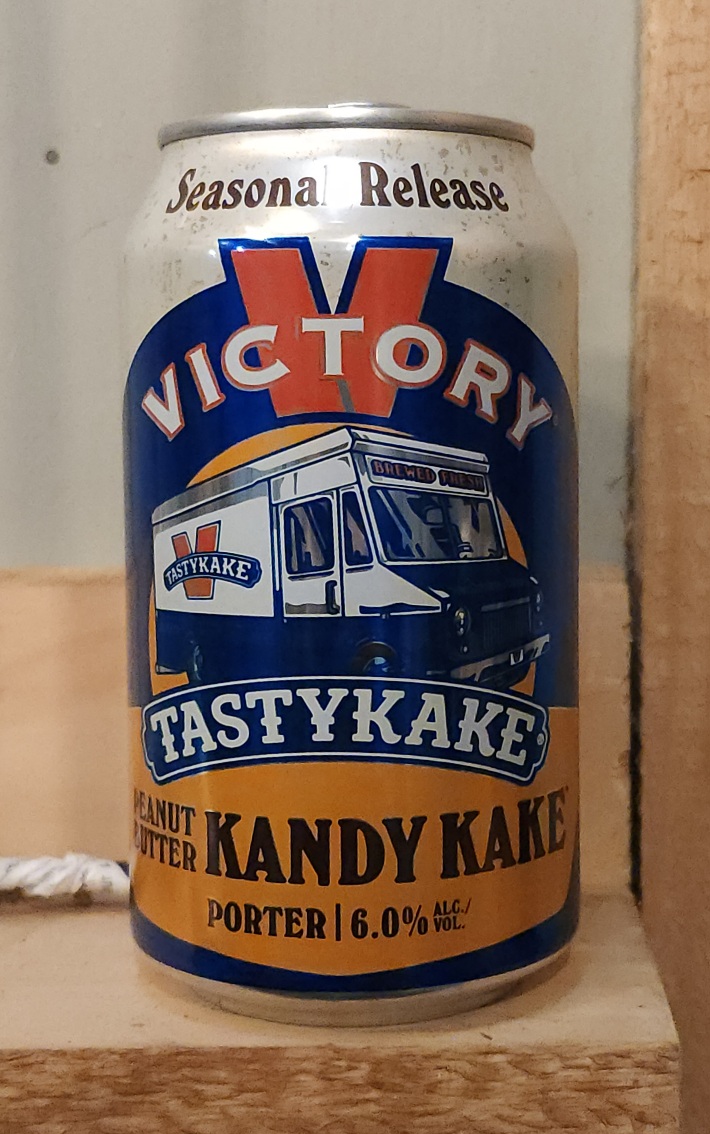 Seasonal Release
VICTORY
BREWED FRESH
TASTYKAKE
TASTYKAKE®
PEANUT
BUTTER
KANDY KAKE
PORTER | 6.0% ALC./
VOL.